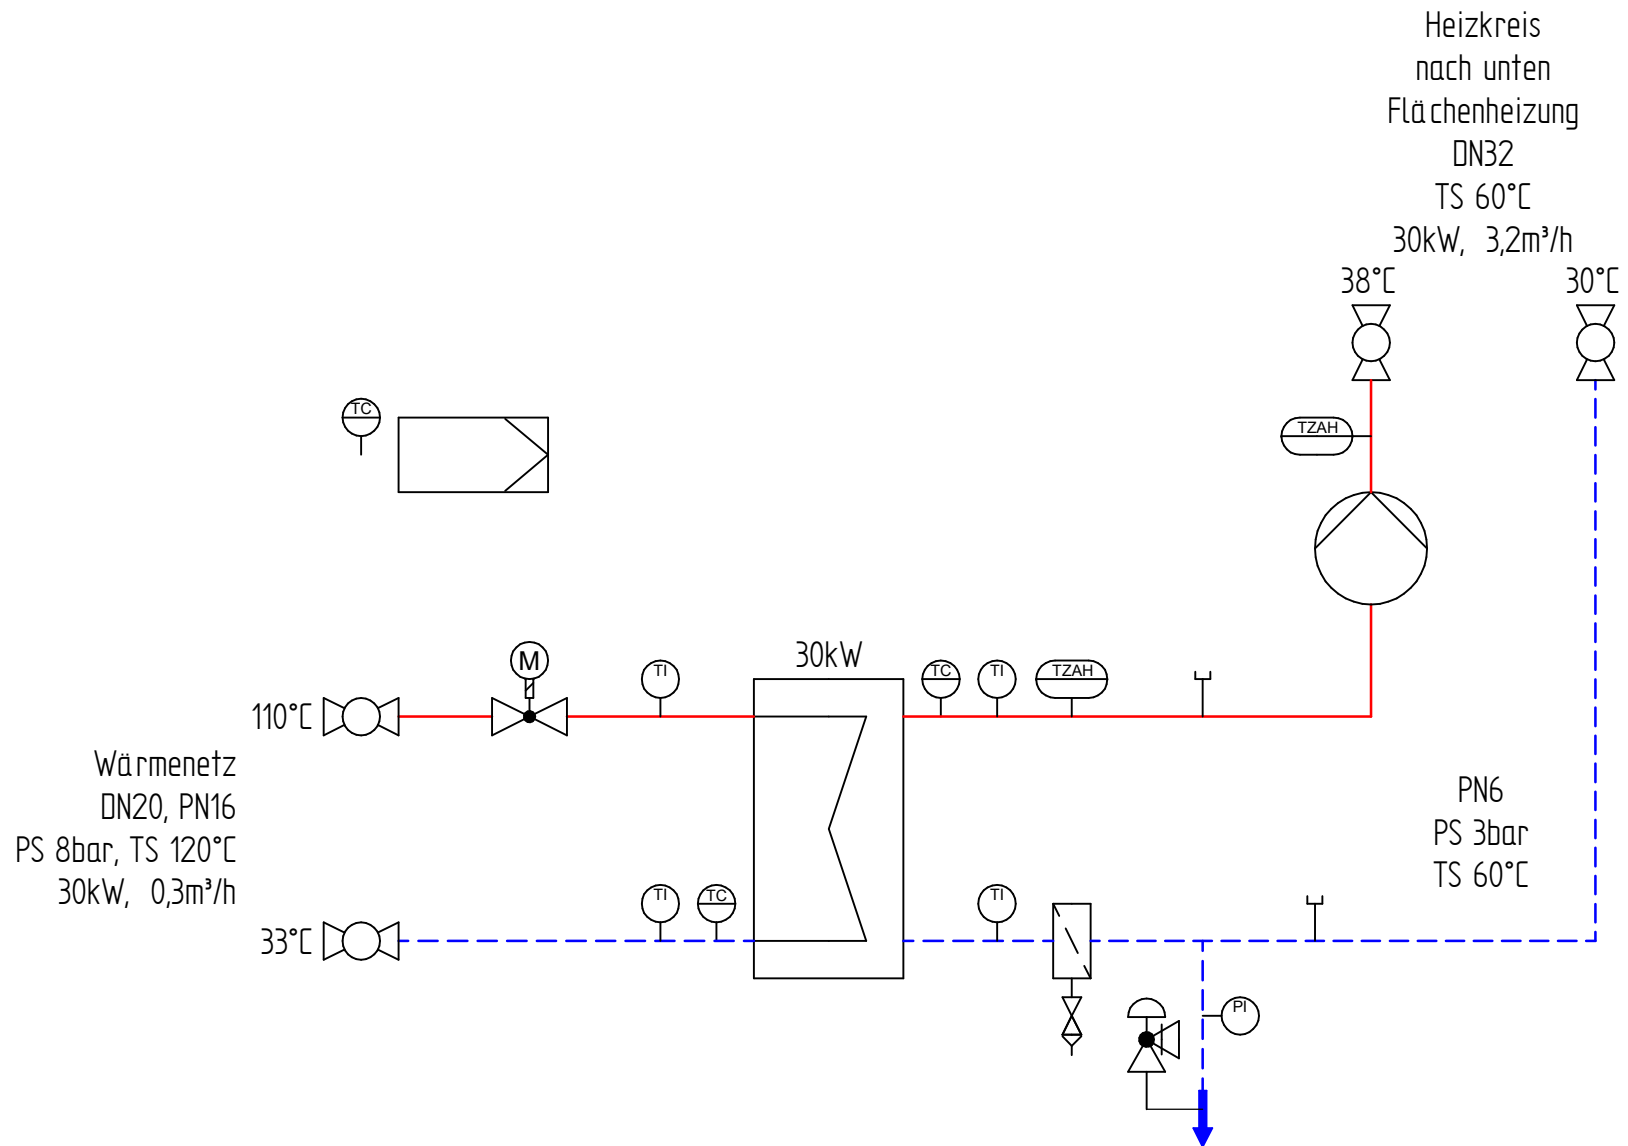 Heizkreis
nach unten
Flächenheizung
DN32
TS 60°C
30kW, 3,2m³/h
38°C
30°C
TC
TZAH
M
TI
30kW
TC
TI
TZAH
110°C
Wärmenetz
DN20, PN16
PS 8bar, TS 120°C
30kW, 0,3m³/h
PN6
PS 3bar
TS 60°C
TI
TC
TI
33°C
PI